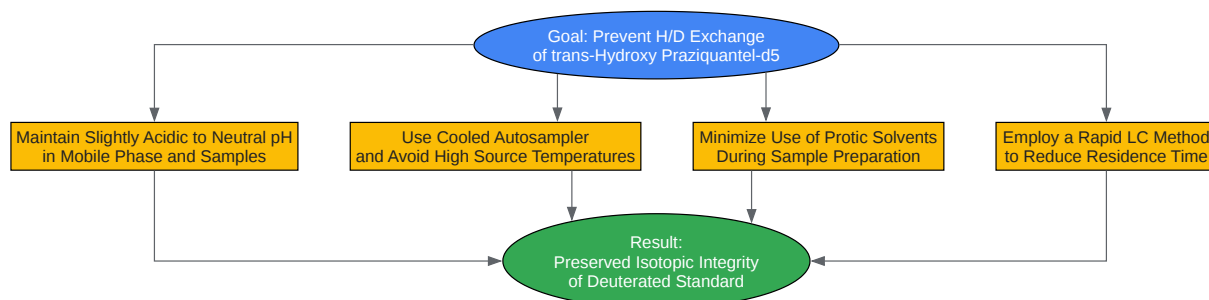 Goal: Prevent H/D Exchange
of trans-Hydroxy Praziquantel-d5
Maintain Slightly Acidic to Neutral pH
in Mobile Phase and Samples
Use Cooled Autosampler
and Avoid High Source Temperatures
Minimize Use of Protic Solvents
During Sample Preparation
Employ a Rapid LC Method
to Reduce Residence Time
Result:
Preserved Isotopic Integrity
of Deuterated Standard